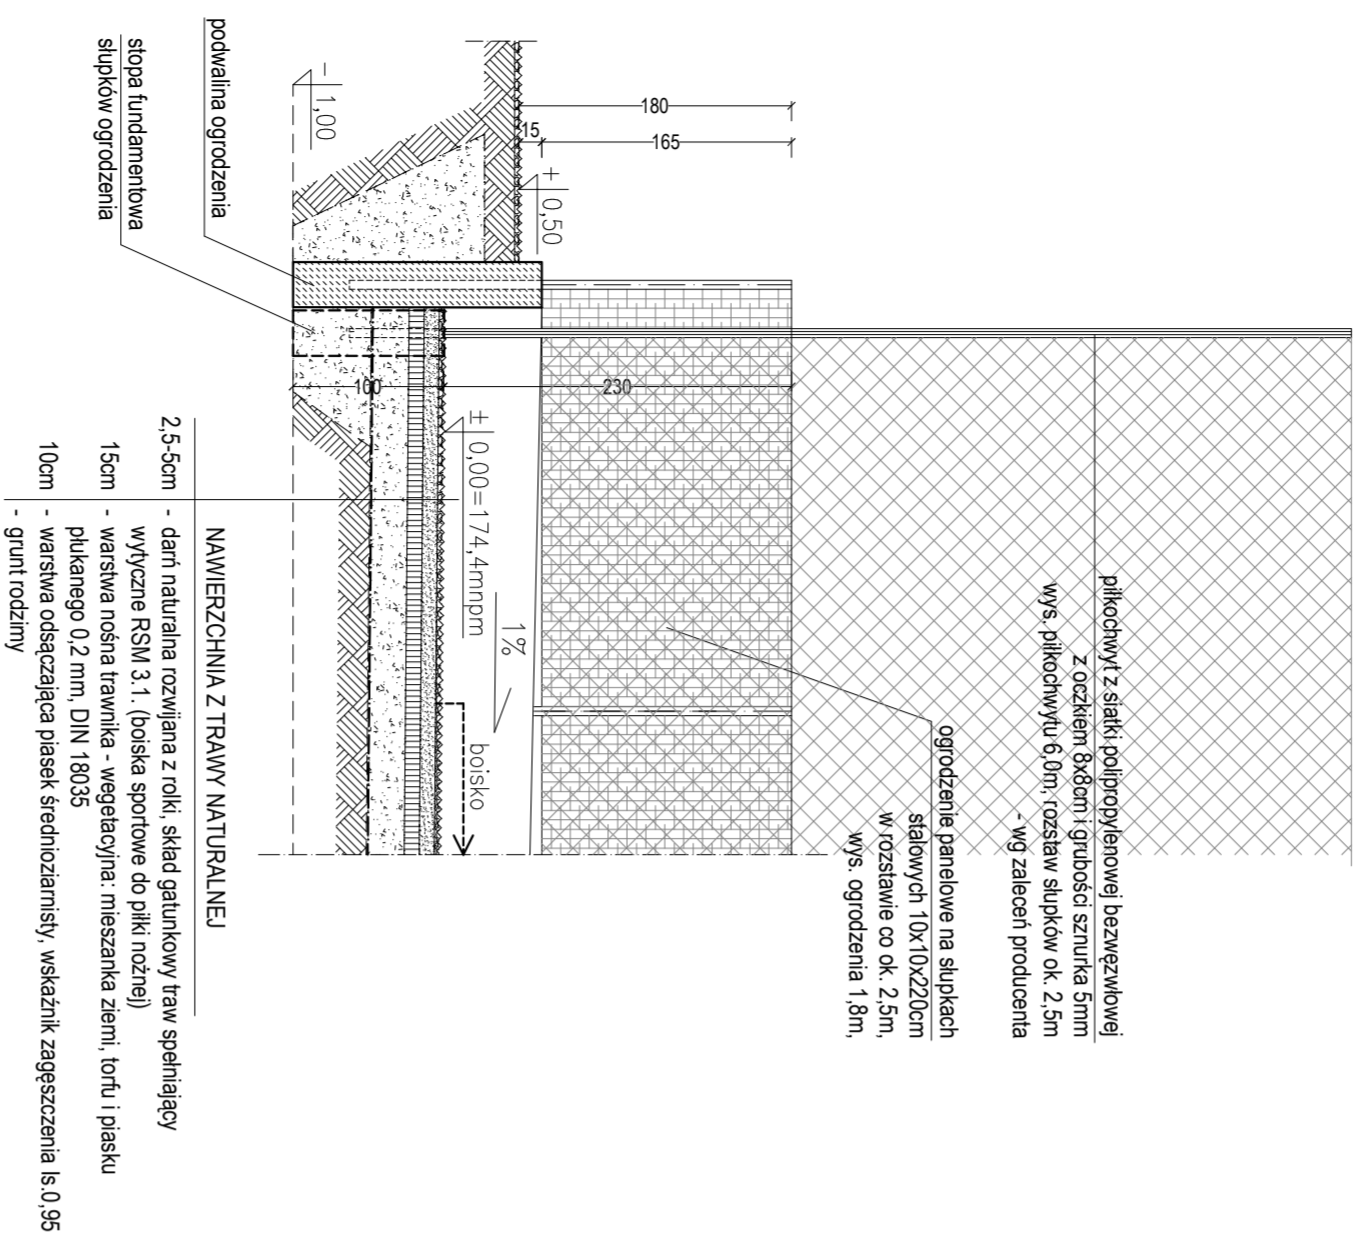 piłkochwyt z siatki polipropylenowej bezwęzwłowej
z oczkiem 8x8cm i grubości sznurka 5mm
wys. piłkochwytu 6,0m, rozstaw słupków ok. 2,5m
- wg zaleceń producenta
ogrodzenie panelowe na słupkach
stalowych 10x10x220cm
w rozstawie co ok. 2,5m,
wys. ogrodzenia 1,8m,
180
15
165
+ 0,50
- 1,00
230
100
± 0,00=174,4mnpm
1%
boisko
podwalina ogrodzenia
stopa fundamentowa
słupków ogrodzenia
NAWIERZCHNIA Z TRAWY NATURALNEJ
2,5-5cm - darń naturalna rozwijana z rolki, skład gatunkowy traw spełniający
wytyczne RSM 3.1. (boiska sportowe do piłki nożnej)
15cm - warstwa nośna trawnika - wegetacyjna: mieszanka ziemi, torfu i piasku
płukanego 0,2 mm, DIN 18035
10cm - warstwa odsączająca piasek średnioziarnisty, wskaźnik zagęszczenia Is.0,95
- grunt rodzimy